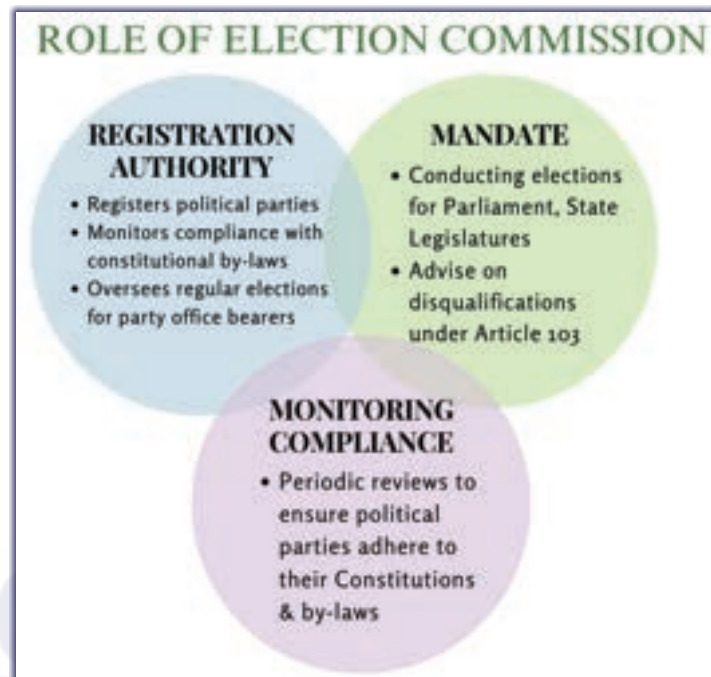 ROLE OF ELECTION COMMISSION
REGISTRATION
AUTHORITY
• Registers political parties
• Monitors compliance with
constitutional by-laws
• Oversees regular elections
for party office bearers
MANDATE
• Conducting elections
for Parliament, State
Legislatures
• Advise on
disqualifications
under Article 103
MONITORING
COMPLIANCE
• Periodic reviews to
ensure political
parties adhere to
their Constitutions
& by-laws